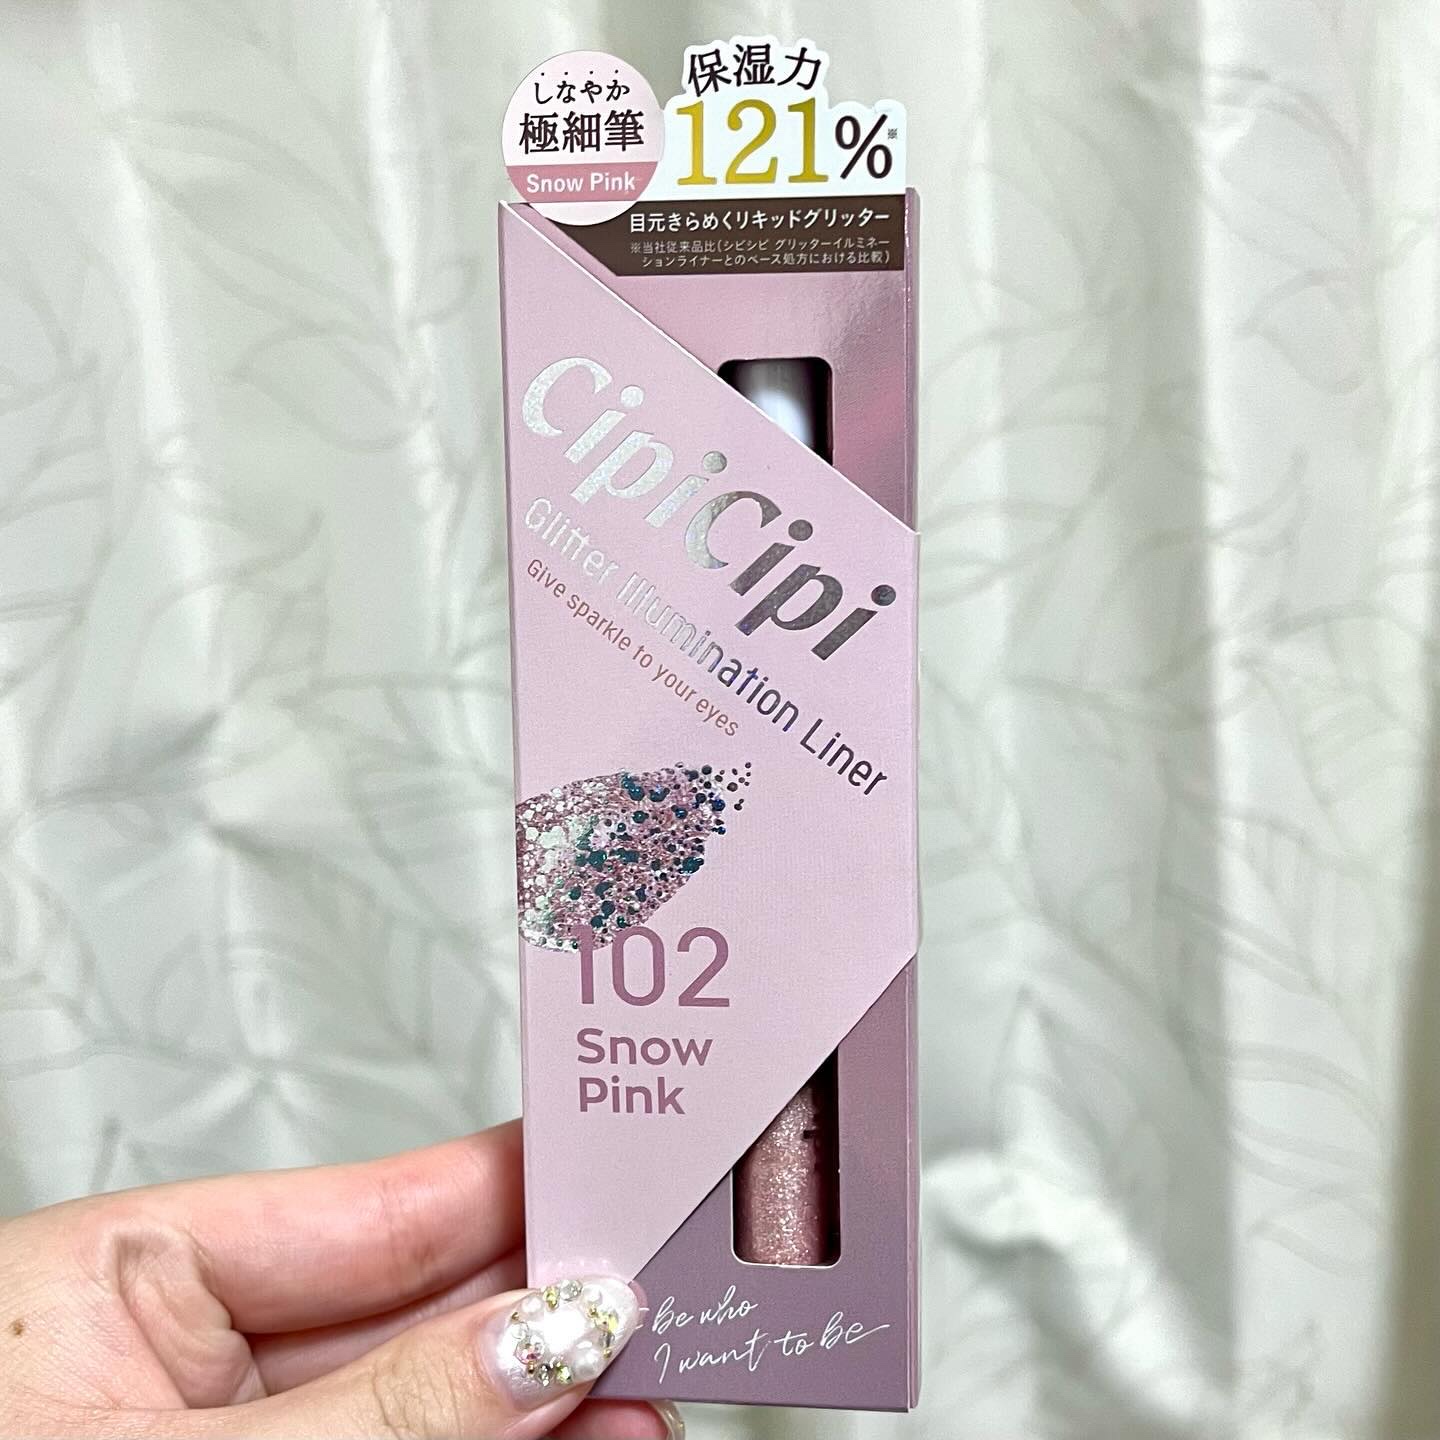 しなやか
極細筆
Snow Pink
保湿力
121%※
目元きらめくリキッドグリッター
※当社従来品比(シピシピ グリッターイルミネー
ションライナーとのベース処方における比較)
CipiCipi
Glitter Illumination Liner
Give sparkle to your eyes
102
Snow
Pink
be who
I want to be